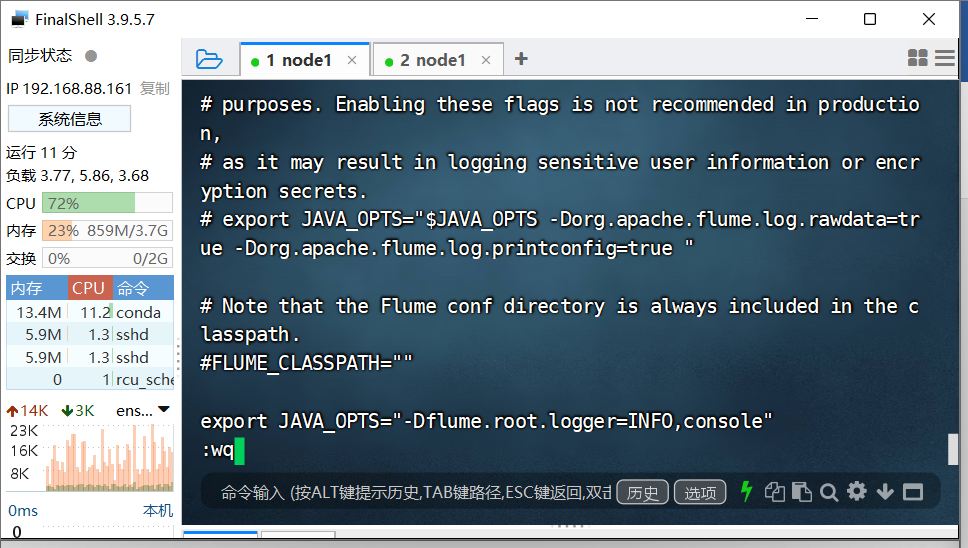 FinalShell 3.9.5.7
同步状态
IP 192.168.88.161 复制
系统信息
运行 11 分
负载 3.77, 5.86, 3.68
CPU 72%
内存 23% 859M/3.7G
交换 0% 0/2G
内存 CPU 命令
13.4M 11.2 conda
5.9M 1.3 sshd
5.9M 1.3 sshd
0 1 rcu_sche
14K 3K ens...
23K
16K
8K
0ms 本机
0
1 node1
2 node1
# purposes. Enabling these flags is not recommended in productio
n,
# as it may result in logging sensitive user information or encr
yption secrets.
# export JAVA_OPTS="$JAVA_OPTS -Dorg.apache.flume.log.rawdata=tr
ue -Dorg.apache.flume.log.printconfig=true "
# Note that the Flume conf directory is always included in the c
lasspath.
#FLUME_CLASSPATH=""
export JAVA_OPTS="-Dflume.root.logger=INFO,console"
:wq
命令输入 (按ALT键提示历史,TAB键路径,ESC键返回,双击 历史 选项